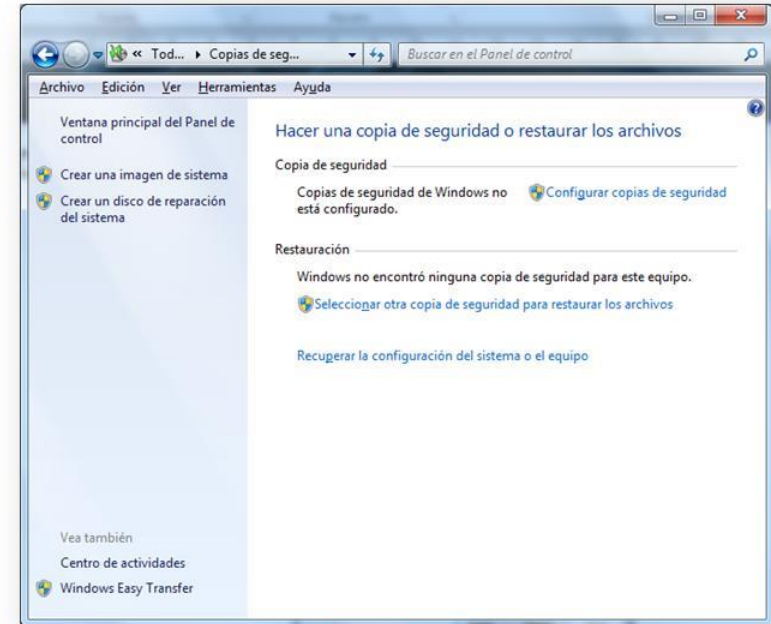 « Tod... ▸ Copias de seg...
Buscar en el Panel de control
Archivo Edición Ver Herramientas Ayuda
Ventana principal del Panel de
control
Crear una imagen de sistema
Crear un disco de reparación
del sistema
Hacer una copia de seguridad o restaurar los archivos
Copia de seguridad
Copias de seguridad de Windows no
está configurado.
Configurar copias de seguridad
Restauración
Windows no encontró ninguna copia de seguridad para este equipo.
Seleccionar otra copia de seguridad para restaurar los archivos
Recuperar la configuración del sistema o el equipo
Vea también
Centro de actividades
Windows Easy Transfer